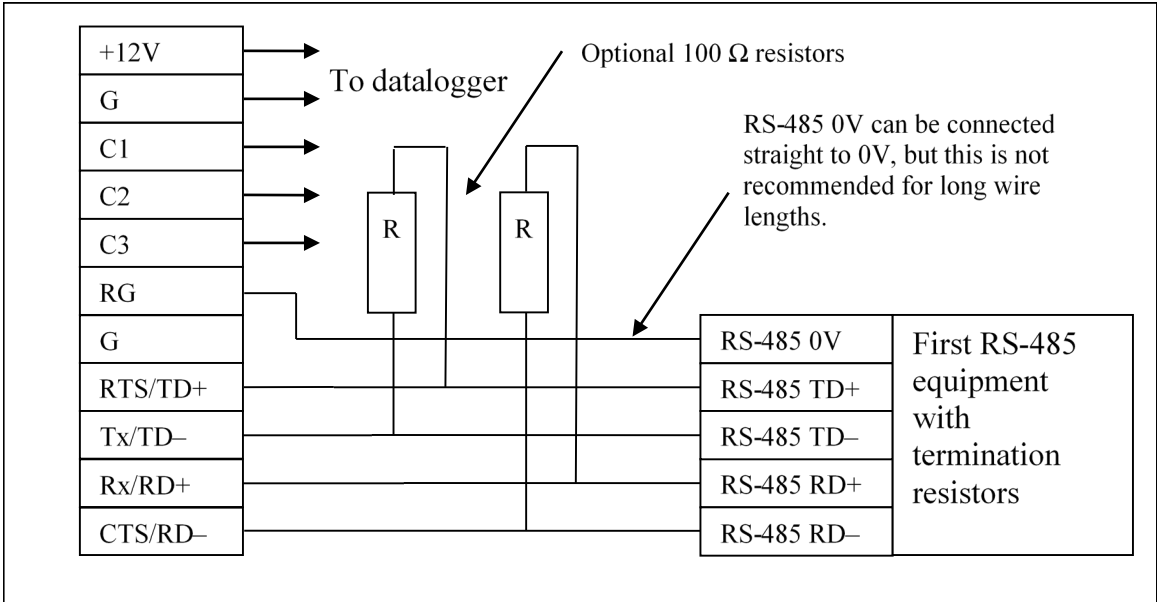 +12V
G
C1
C2
C3
RG
G
RTS/TD+
Tx/TD–
Rx/RD+
CTS/RD–
To datalogger
Optional 100 Ω resistors
R
R
RS-485 0V can be connected
straight to 0V, but this is not
recommended for long wire
lengths.
RS-485 0V
RS-485 TD+
RS-485 TD–
RS-485 RD+
RS-485 RD–
First RS-485
equipment
with
termination
resistors